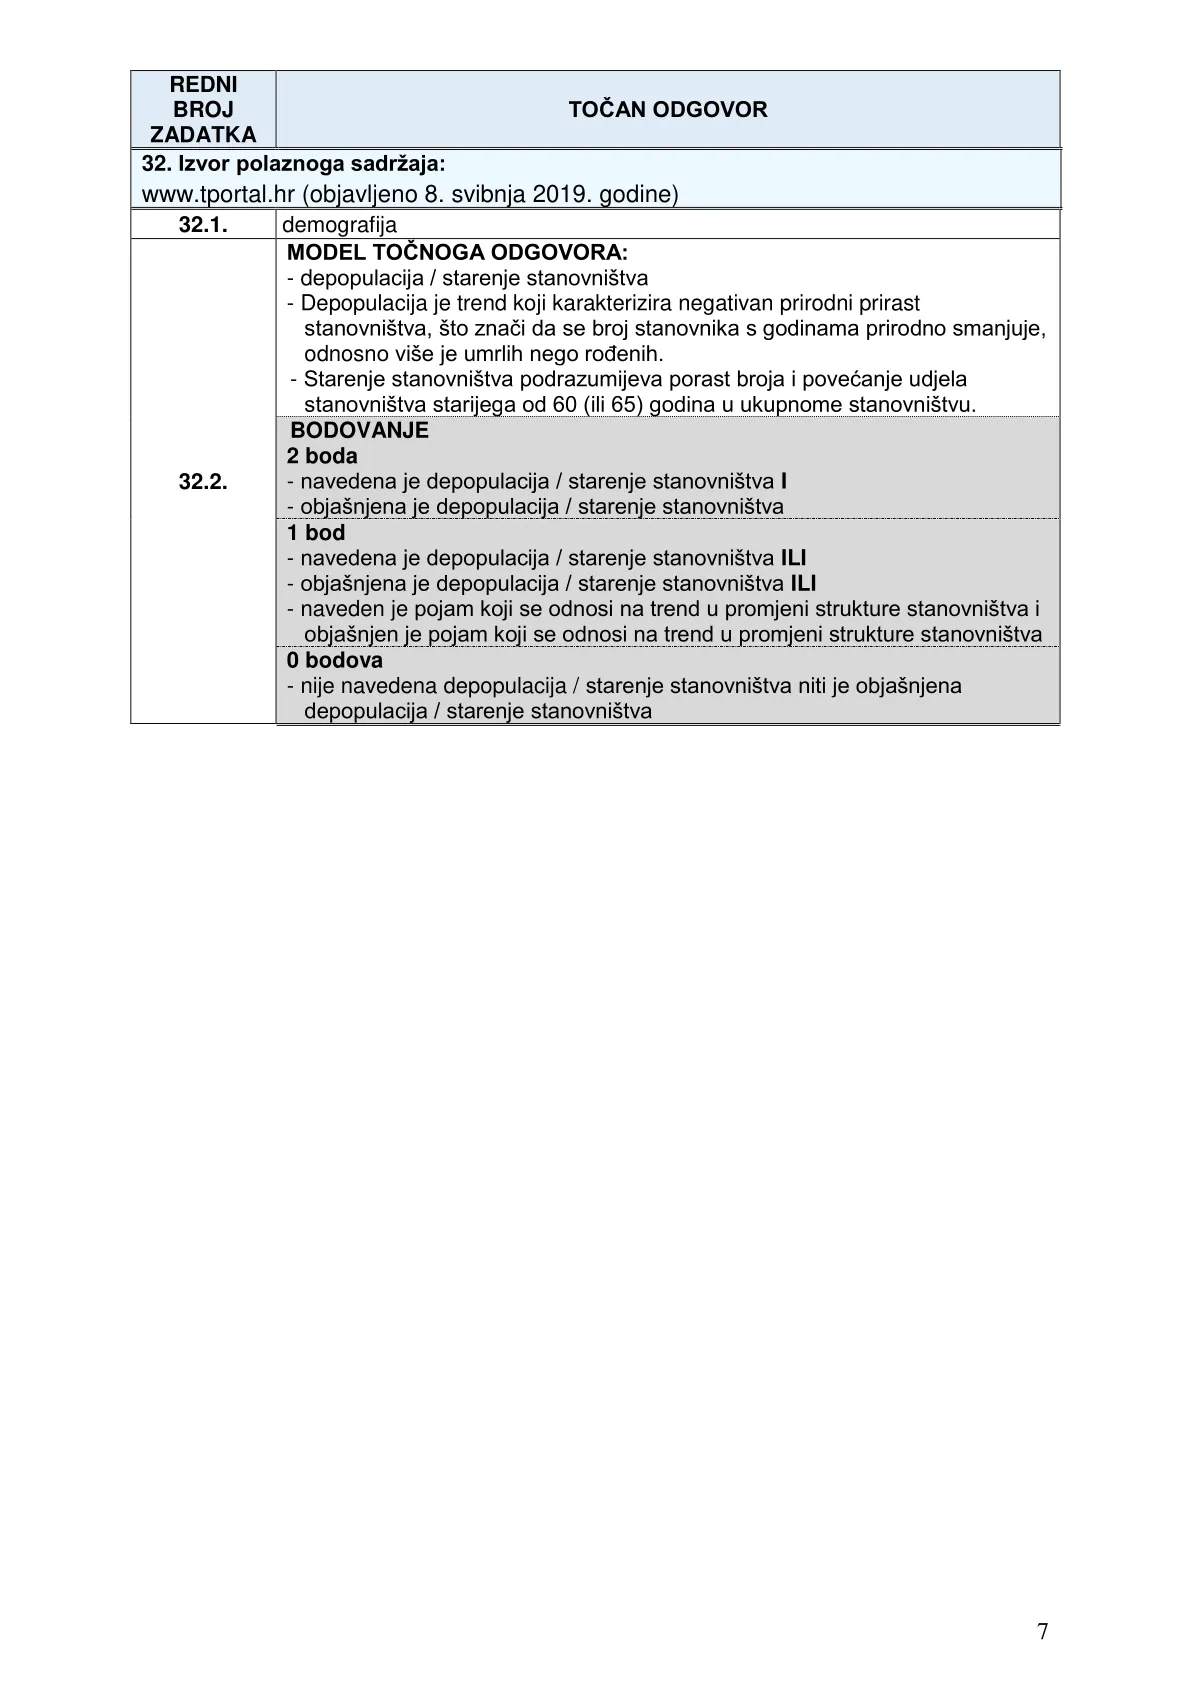 REDNI
BROJ
ZADATKA
TOČAN ODGOVOR
32. Izvor polaznoga sadržaja:
www.tportal.hr (objavljeno 8. svibnja 2019. godine)
32.1.
demografija
32.2.
MODEL TOČNOGA ODGOVORA:
- depopulacija / starenje stanovništva
- Depopulacija je trend koji karakterizira negativan prirodni prirast
stanovništva, što znači da se broj stanovnika s godinama prirodno smanjuje,
odnosno više je umrlih nego rođenih.
- Starenje stanovništva podrazumijeva porast broja i povećanje udjela
stanovništva starijega od 60 (ili 65) godina u ukupnome stanovništvu.
BODOVANJE
2 boda
- navedena je depopulacija / starenje stanovništva I
- objašnjena je depopulacija / starenje stanovništva
1 bod
- navedena je depopulacija / starenje stanovništva ILI
- objašnjena je depopulacija / starenje stanovništva ILI
- naveden je pojam koji se odnosi na trend u promjeni strukture stanovništva i
objašnjen je pojam koji se odnosi na trend u promjeni strukture stanovništva
0 bodova
- nije navedena depopulacija / starenje stanovništva niti je objašnjena
depopulacija / starenje stanovništva
7